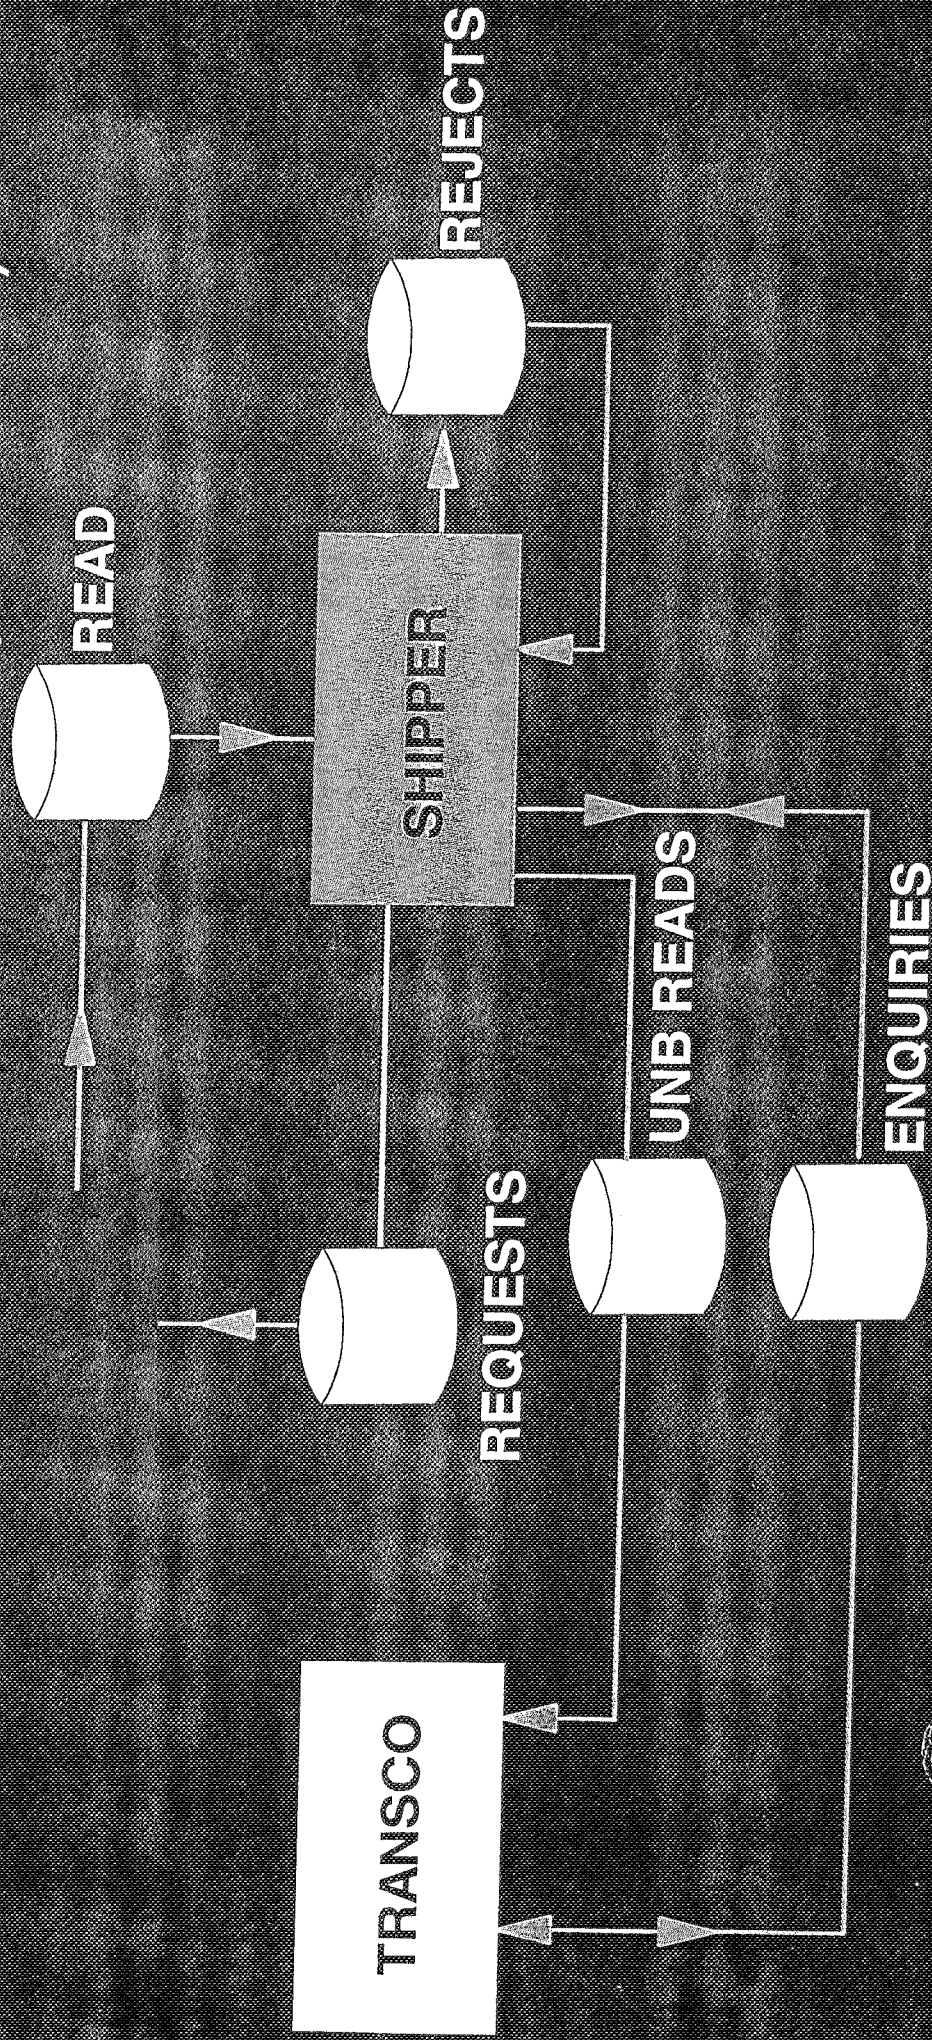 READ
REJECTS
SHIPPER
REQUESTS
UNB READS
TRANSCO
ENQUIRIES